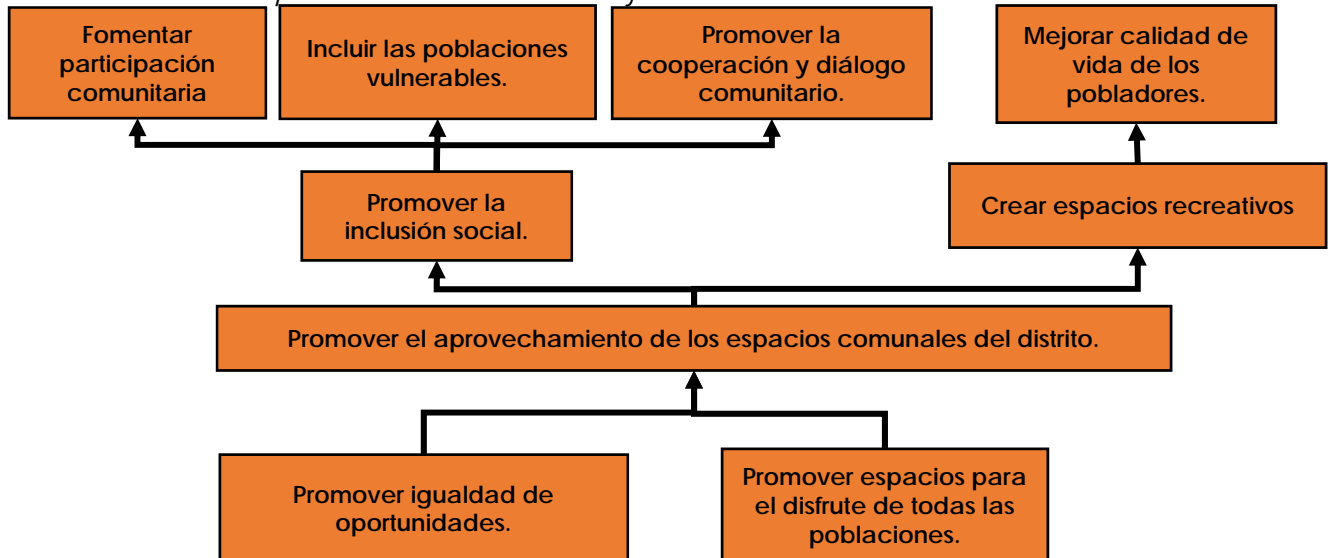 Fomentar
participación
comunitaria
Incluir las poblaciones
vulnerables.
Promover la
cooperación y diálogo
comunitario.
Mejorar calidad de
vida de los
pobladores.
Promover la
inclusión social.
Crear espacios recreativos
Promover el aprovechamiento de los espacios comunales del distrito.
Promover igualdad de
oportunidades.
Promover espacios para
el disfrute de todas las
poblaciones.